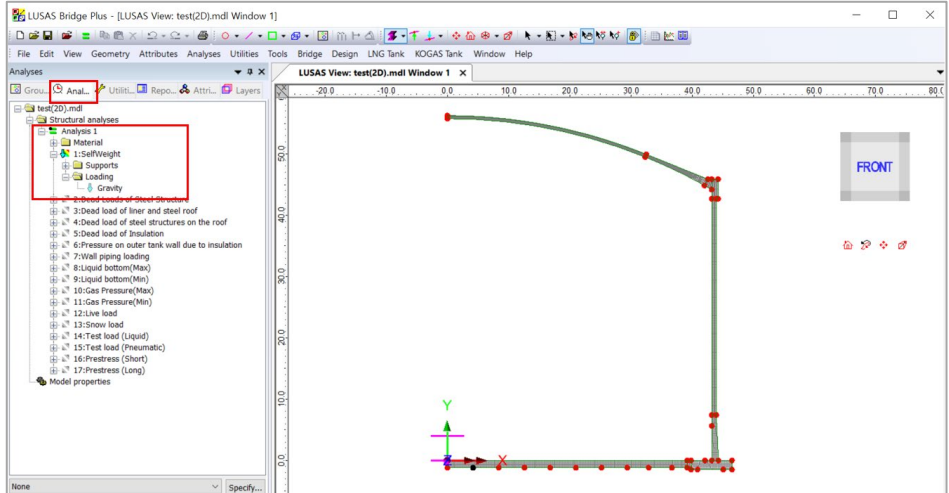 LUSAS Bridge Plus - [LUSAS View: test(2D).mdl Window 1]
File Edit View Geometry Attributes Analyses Utilities Tools Bridge Design LNG Tank KOGAS Tank Window Help
Analyses
LUSAS View: test(2D).mdl Window 1 X
Grou... Anal... Utiliti... Repo... Attri... Layers
-20.0 -10.0 0.0 10.0 20.0 30.0 40.0 50.0 60.0 70.0 80.0
test(2D).mdl
Structural analyses
Analysis 1
Material
1:SelfWeight
Supports
Loading
Gravity
2:Dead Loads of Steel Structure
3:Dead load of liner and steel roof
4:Dead load of steel structures on the roof
5:Dead load of Insulation
6:Pressure on outer tank wall due to insulation
7:Wall piping loading
8:Liquid bottom(Max)
9:Liquid bottom(Min)
10:Gas Pressure(Max)
11:Gas Pressure(Min)
12:Live load
13:Snow load
14:Test load (Liquid)
15:Test load (Pneumatic)
16:Prestress (Short)
17:Prestress (Long)
Model properties
None
Specify...
50.0
40.0
30.0
20.0
10.0
0.0
FRONT
Y
X